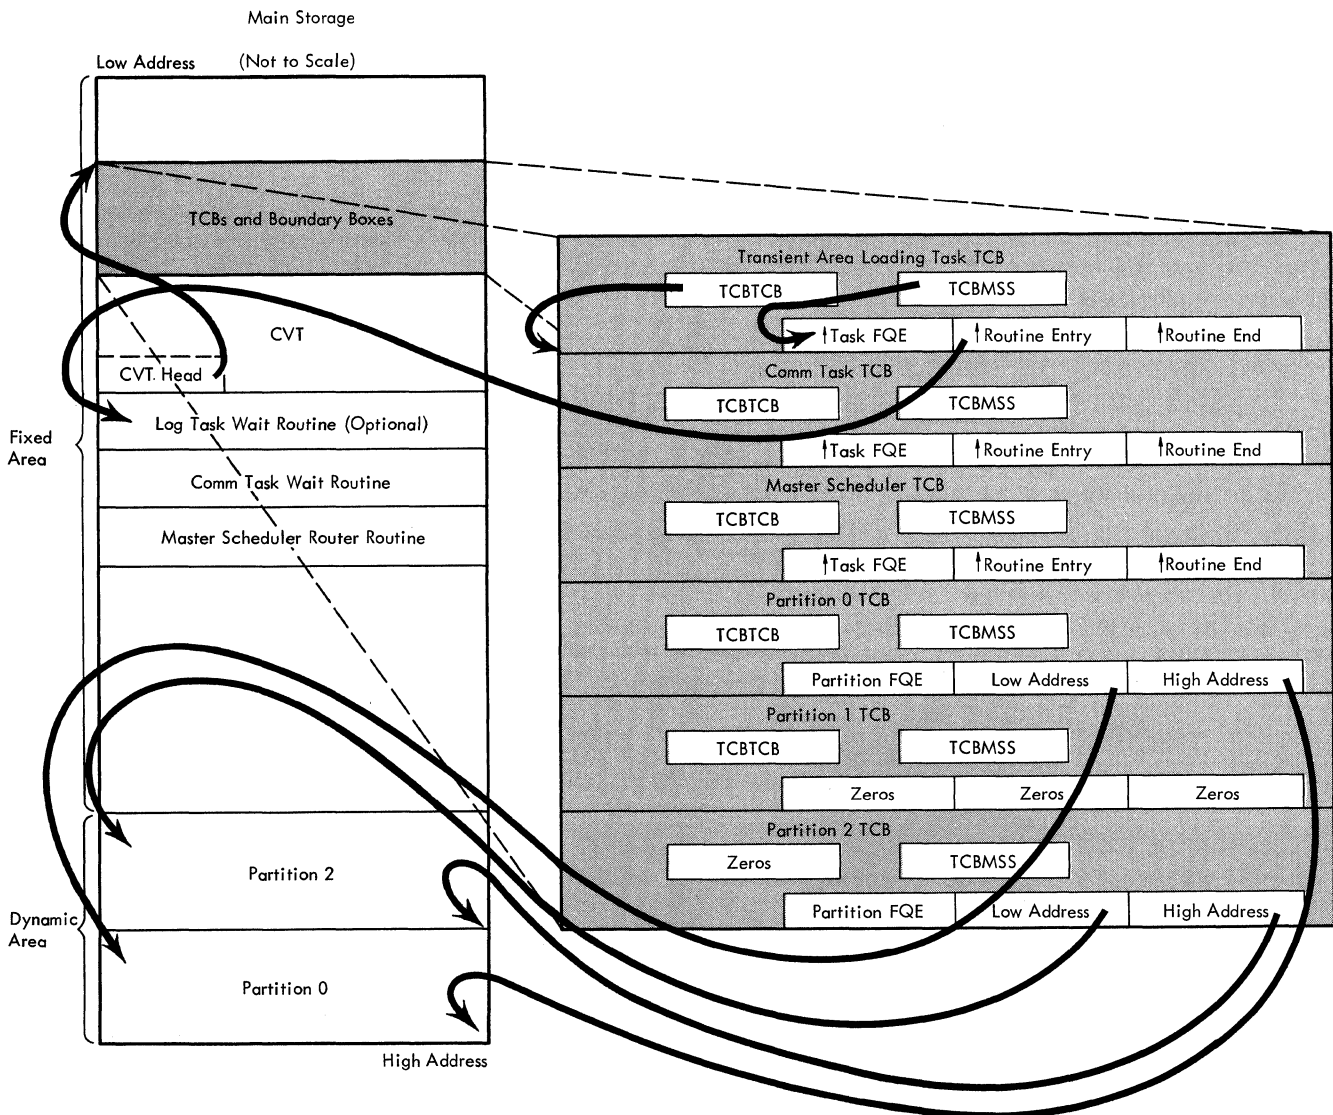 Main Storage
Low Address (Not to Scale)
TCBs and Boundary Boxes
CVT
CVT Head
Log Task Wait Routine (Optional)
Comm Task Wait Routine
Master Scheduler Router Routine
Fixed
Area
Partition 2
Dynamic
Area
Partition 0
High Address
Transient Area Loading Task TCB
TCBTCB TCBMSS
↑Task FQE ↑Routine Entry ↑Routine End
Comm Task TCB
TCBTCB TCBMSS
↑Task FQE ↑Routine Entry ↑Routine End
Master Scheduler TCB
TCBTCB TCBMSS
↑Task FQE ↑Routine Entry ↑Routine End
Partition 0 TCB
TCBTCB TCBMSS
Partition FQE Low Address High Address
Partition 1 TCB
TCBTCB TCBMSS
Zeros Zeros Zeros
Partition 2 TCB
Zeros TCBMSS
Partition FQE Low Address High Address